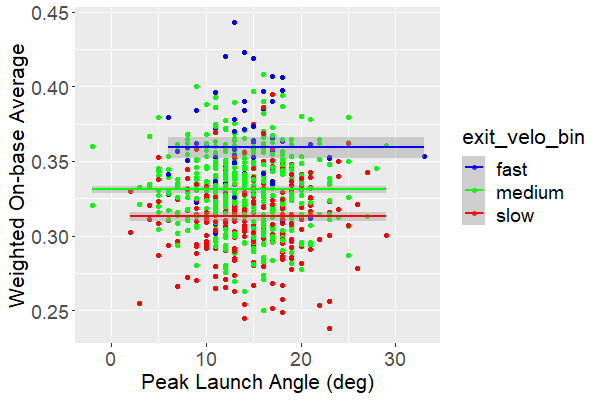 0.45
0.40
0.35
0.30
0.25
Weighted On-base Average
0 10 20 30
Peak Launch Angle (deg)
exit_velo_bin
fast
medium
slow